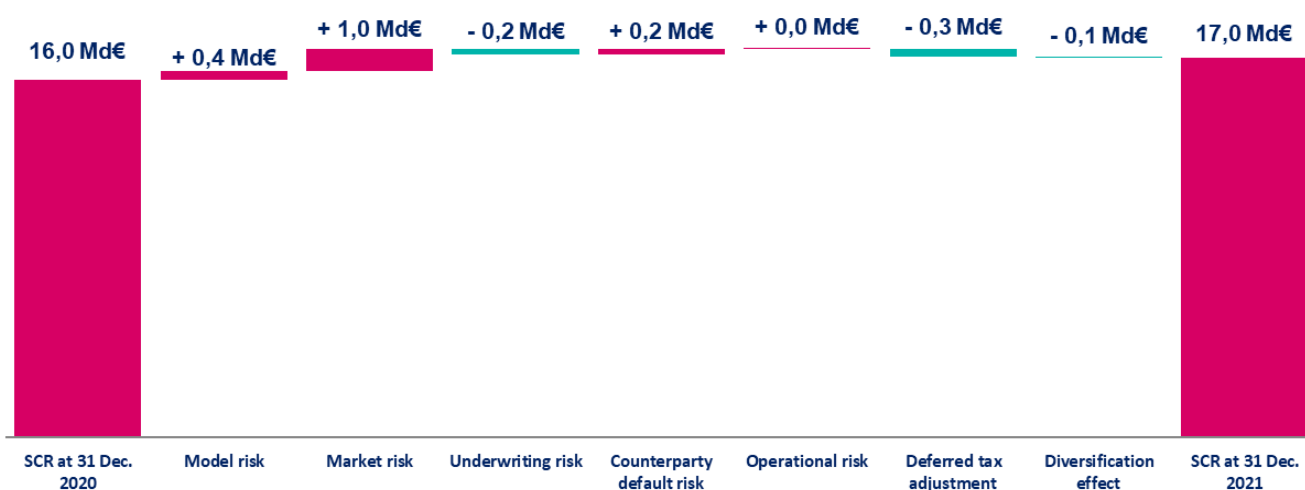 16,0 Md€
+ 0,4 Md€
+ 1,0 Md€
- 0,2 Md€
+ 0,2 Md€
+ 0,0 Md€
- 0,3 Md€
- 0,1 Md€
17,0 Md€
SCR at 31 Dec.
2020
Model risk
Market risk
Underwriting risk
Counterparty
default risk
Operational risk
Deferred tax
adjustment
Diversification
effect
SCR at 31 Dec.
2021